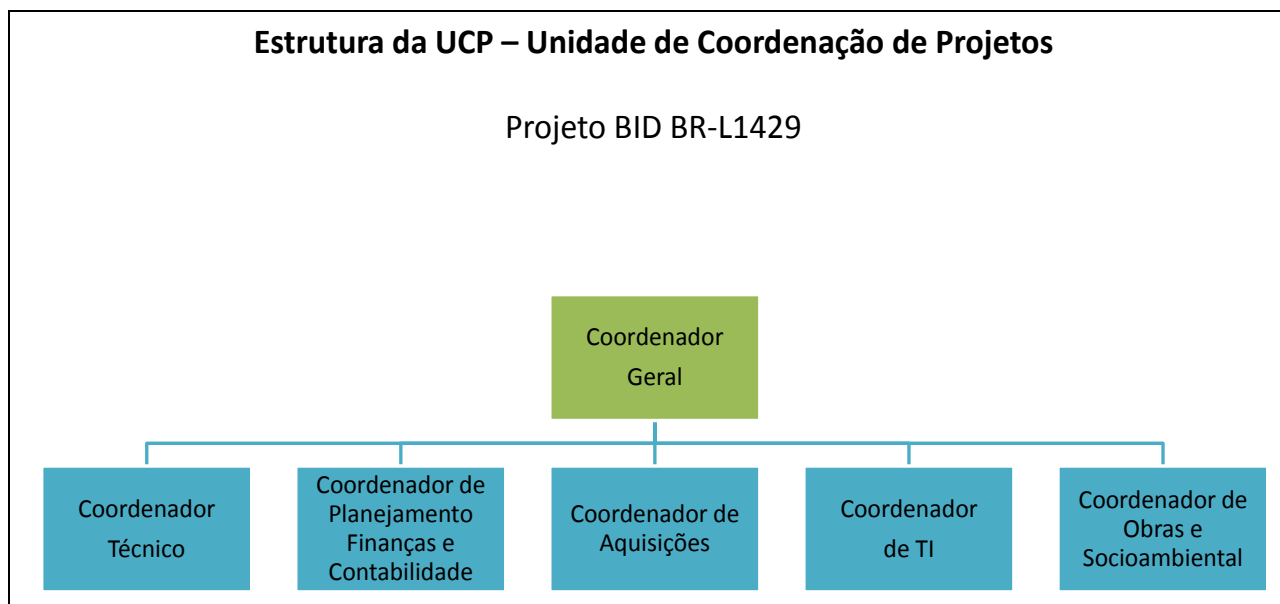 Estrutura da UCP – Unidade de Coordenação de Projetos
Projeto BID BR-L1429
Coordenador
Geral
Coordenador
Técnico
Coordenador de
Planejamento
Finanças e
Contabilidade
Coordenador de
Aquisições
Coordenador
de TI
Coordenador de
Obras e
Socioambiental